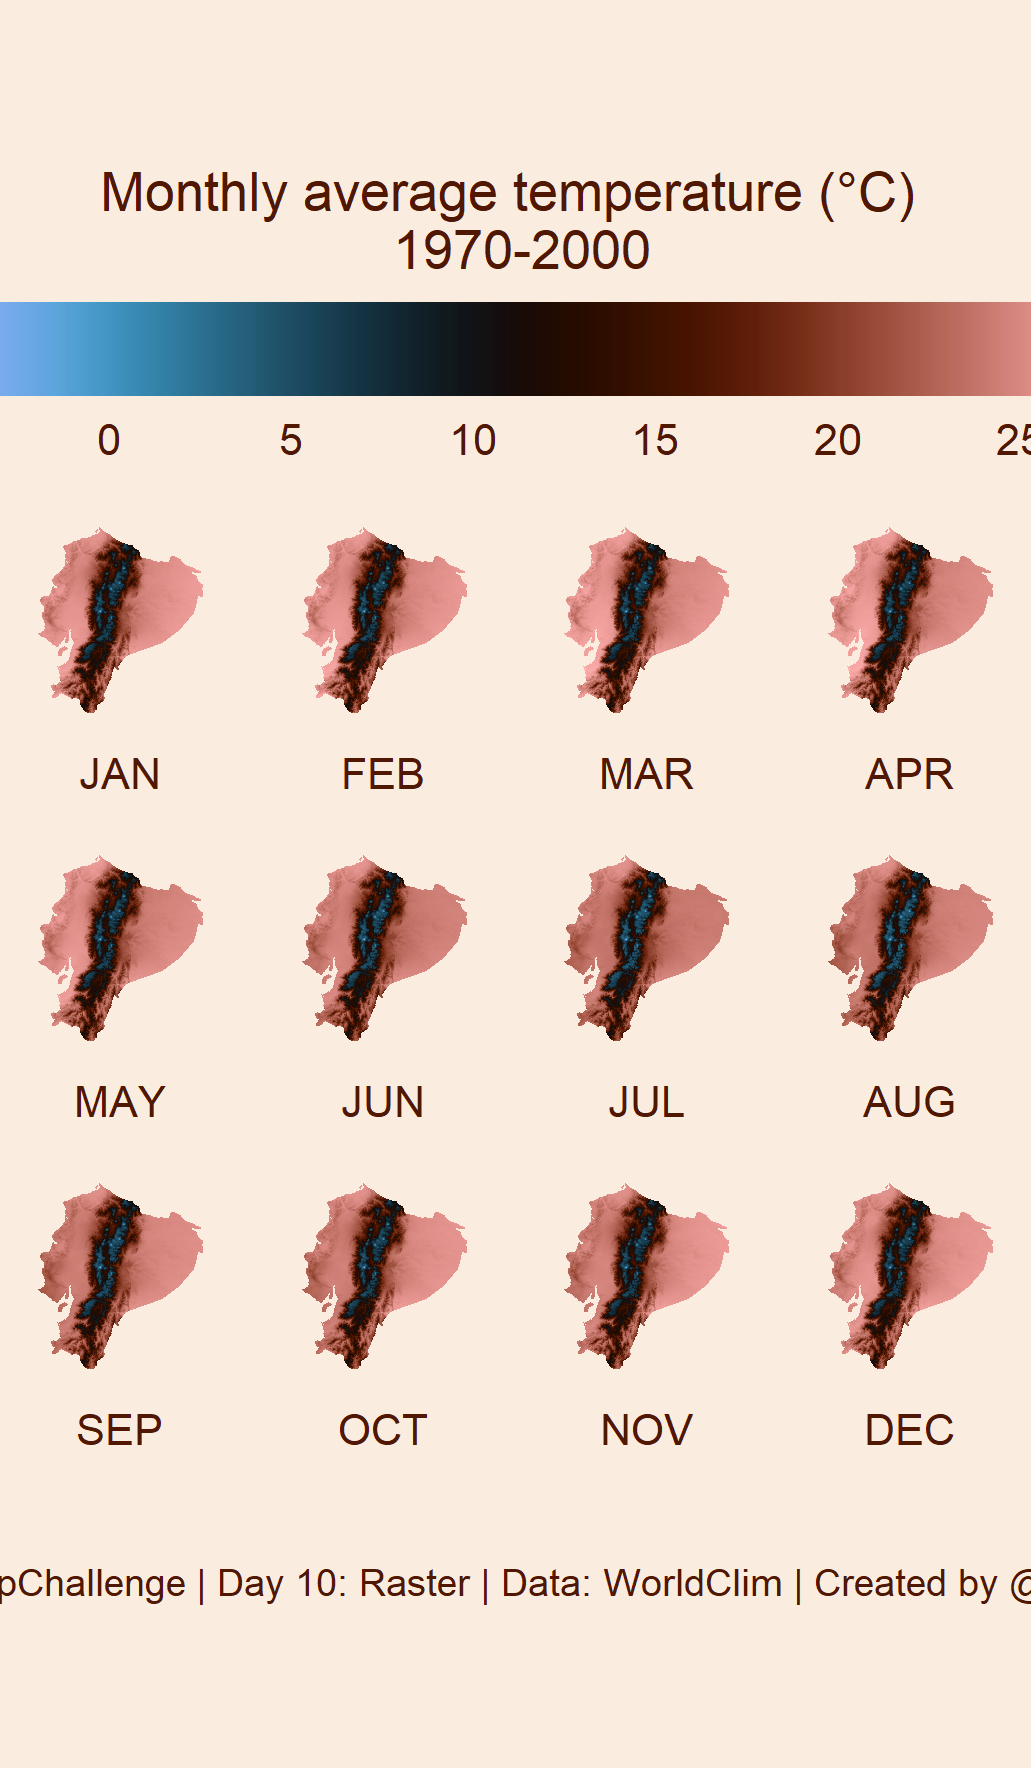 Monthly average temperature (°C)
1970-2000
0 5 10 15 20 25
JAN FEB MAR APR
MAY JUN JUL AUG
SEP OCT NOV DEC
pChallenge | Day 10: Raster | Data: WorldClim | Created by @